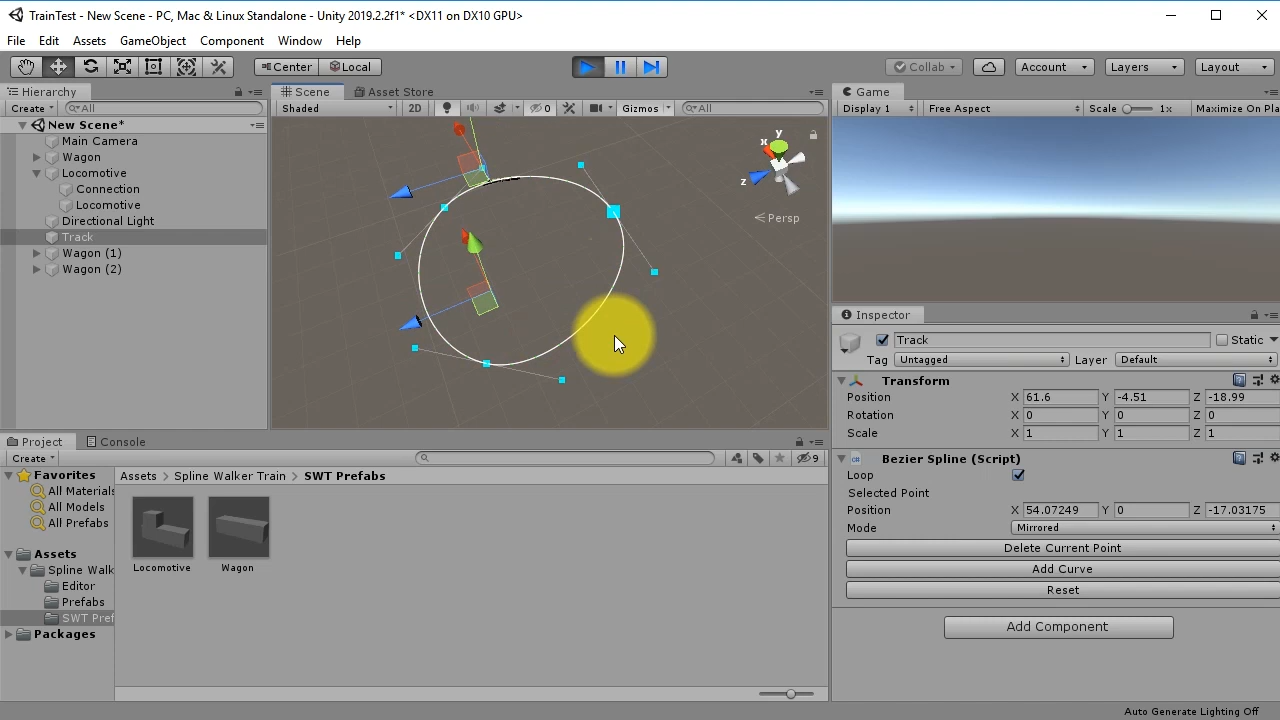 TrainTest - New Scene - PC, Mac & Linux Standalone - Unity 2019.2.2f1* <DX11 on DX10 GPU>
File Edit Assets GameObject Component Window Help
Center Local Collab Account Layers Layout
Hierarchy
Create All
New Scene*
Main Camera
Wagon
Locomotive
Connection
Locomotive
Directional Light
Track
Wagon (1)
Wagon (2)
Scene Asset Store
Shaded 2D 0 Gizmos All
y
x
z
Persp
Game
Display 1 Free Aspect Scale 1x Maximize On Pla
Inspector
Track Static
Tag Untagged Layer Default
Transform
Position X 61.6 Y -4.51 Z -18.99
Rotation X 0 Y 0 Z 0
Scale X 1 Y 1 Z 1
Bezier Spline (Script)
Loop
Selected Point
Position X 54.07249 Y 0 Z -17.03175
Mode Mirrored
Delete Current Point
Add Curve
Reset
Add Component
Project Console
Create 9
Favorites
All Materials
All Models
All Prefabs
Assets
Spline Walk
Editor
Prefabs
SWT Pref
Packages
Assets > Spline Walker Train > SWT Prefabs
Locomotive Wagon
Auto Generate Lighting Off